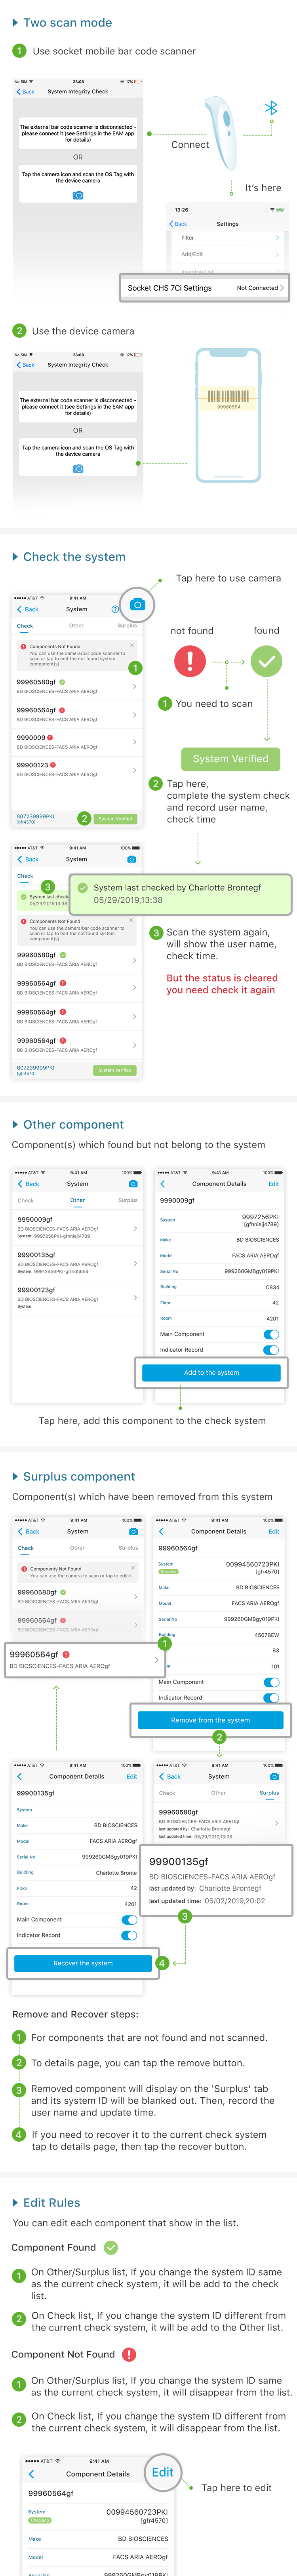 Two scan mode
1 Use socket mobile bar code scanner
No SIM 23:08 17%
Back System Integrity Check
The external bar code scanner is disconnected -
please connect it (see Settings in the EAM app
for details)
OR
Tap the camera icon and scan the OS Tag with
the device camera
Connect
It's here
13:26
Back Settings
Filter
Add/Edit
Socket CHS 7Ci Settings Not Connected
2 Use the device camera
No SIM 23:08 17%
Back System Integrity Check
The external bar code scanner is disconnected -
please connect it (see Settings in the EAM app
for details)
OR
Tap the camera icon and scan the OS Tag with
the device camera
99960564
Check the system
Tap here to use camera
AT&T 9:41 AM
Back System
Check Other Surplus
Components Not Found
You can use the camera/bar code scanner to
scan or tap to edit the not found system
component(s)
1
99960580gf
BD BIOSCIENCES-FACS ARIA AEROgf
99960564gf
BD BIOSCIENCES-FACS ARIA AEROgf
9990009
BD BIOSCIENCES-FACS ARIA AEROgf
99900123
BD BIOSCIENCES-FACS ARIA AEROgf
607239999PKI
[gfr4570]
2 System Verified
not found found
1 You need to scan
System Verified
2 Tap here,
complete the system check
and record user name,
check time
AT&T 9:41 AM 100%
Back System
Check
3
System last check
05/29/2019,13:38
System last checked by Charlotte Brontegf
05/29/2019,13:38
Components Not Found
You can use the camera/bar code scanner to
scan or tap to edit the not found system
component(s)
99960580gf
BD BIOSCIENCES-FACS ARIA AEROgf
99960564gf
BD BIOSCIENCES-FACS ARIA AEROgf
99960564gf
BD BIOSCIENCES-FACS ARIA AEROgf
99960564gf
BD BIOSCIENCES-FACS ARIA AEROgf
607239999PKI
[gfr4570]
System Verified
3 Scan the system again,
will show the user name,
check time.
But the status is cleared
you need check it again
Other component
Component(s) which found but not belong to the system
AT&T 9:41 AM 100%
Back System
Check Other Surplus
9990009gf
BD BIOSCIENCES-FACS ARIA AEROgf
99900135gf
BD BIOSCIENCES-FACS ARIA AEROgf
99900123gf
BD BIOSCIENCES-FACS ARIA AEROgf
System:
AT&T 9:41 AM 100%
Component Details Edit
9990009gf
System 9997256PKI
Make BD BIOSCIENCES
Model FACS ARIA AEROgf
Serial No 999260GMBgy019PKI
Building C834
Floor 42
Room 4201
Main Component
Indicator Record
Add to the system
Tap here, add this component to the check system
Surplus component
Component(s) which have been removed from this system
AT&T 9:41 AM 100%
Back System
Check Other Surplus
Components Not Found
You can use the camera to scan or tap to edit it.
99960580gf
BD BIOSCIENCES-FACS ARIA AEROgf
99960564gf
BD BIOSCIENCES-FACS ARIA AEROgf
99960564gf
BD BIOSCIENCES-FACS ARIA AEROgf
1
AT&T 9:41 AM 100%
Component Details Edit
99960564gf
System 00994560723PKI
Checking [gfr4570]
Make BD BIOSCIENCES
Model FACS ARIA AEROgf
Serial No 999260GMBgy019PKI
Building 4567BEW
B3
101
Main Component
Indicator Record
Remove from the system
2
AT&T 9:41 AM 100%
Component Details Edit
99900135gf
System
Make BD BIOSCIENCES
Model FACS ARIA AEROgf
Serial No 999260GMBgy019PKI
Building Charlotte Bronte
Floor 42
Room 4201
Main Component
Indicator Record
Recover the system
4
AT&T 9:41 AM 100%
Back System
Check Other Surplus
99960580gf
BD BIOSCIENCES-FACS ARIA AEROgf
last updated by: Charlotte Brontegf
last updated time: 05/29/2019,13:38
99900135gf
BD BIOSCIENCES-FACS ARIA AEROgf
last updated by: Charlotte Brontegf
last updated time: 05/02/2019,20:02
3
Remove and Recover steps:
1 For components that are not found and not scanned.
2 To details page, you can tap the remove button.
3 Removed component will display on the 'Surplus' tab
and its system ID will be blanked out. Then, record the
user name and update time.
4 If you need to recover it to the current check system
tap to details page, then tap the recover button.
Edit Rules
You can edit each component that show in the list.
Component Found
1 On Other/Surplus list, If you change the system ID same
as the current check system, it will be add to the check
list.
2 On Check list, If you change the system ID different from
the current check system, it will be add to the Other list.
Component Not Found
1 On Other/Surplus list, If you change the system ID same
as the current check system, it will disappear from the list.
2 On Check list, If you change the system ID different from
the current check system, it will disappear from the list.
AT&T 9:41 AM
Component Details Edit
Tap here to edit
99960564gf
System 00994560723PKI
Checking [gfr4570]
Make BD BIOSCIENCES
Model FACS ARIA AEROgf
Serial No 999260GMBgy019PKI